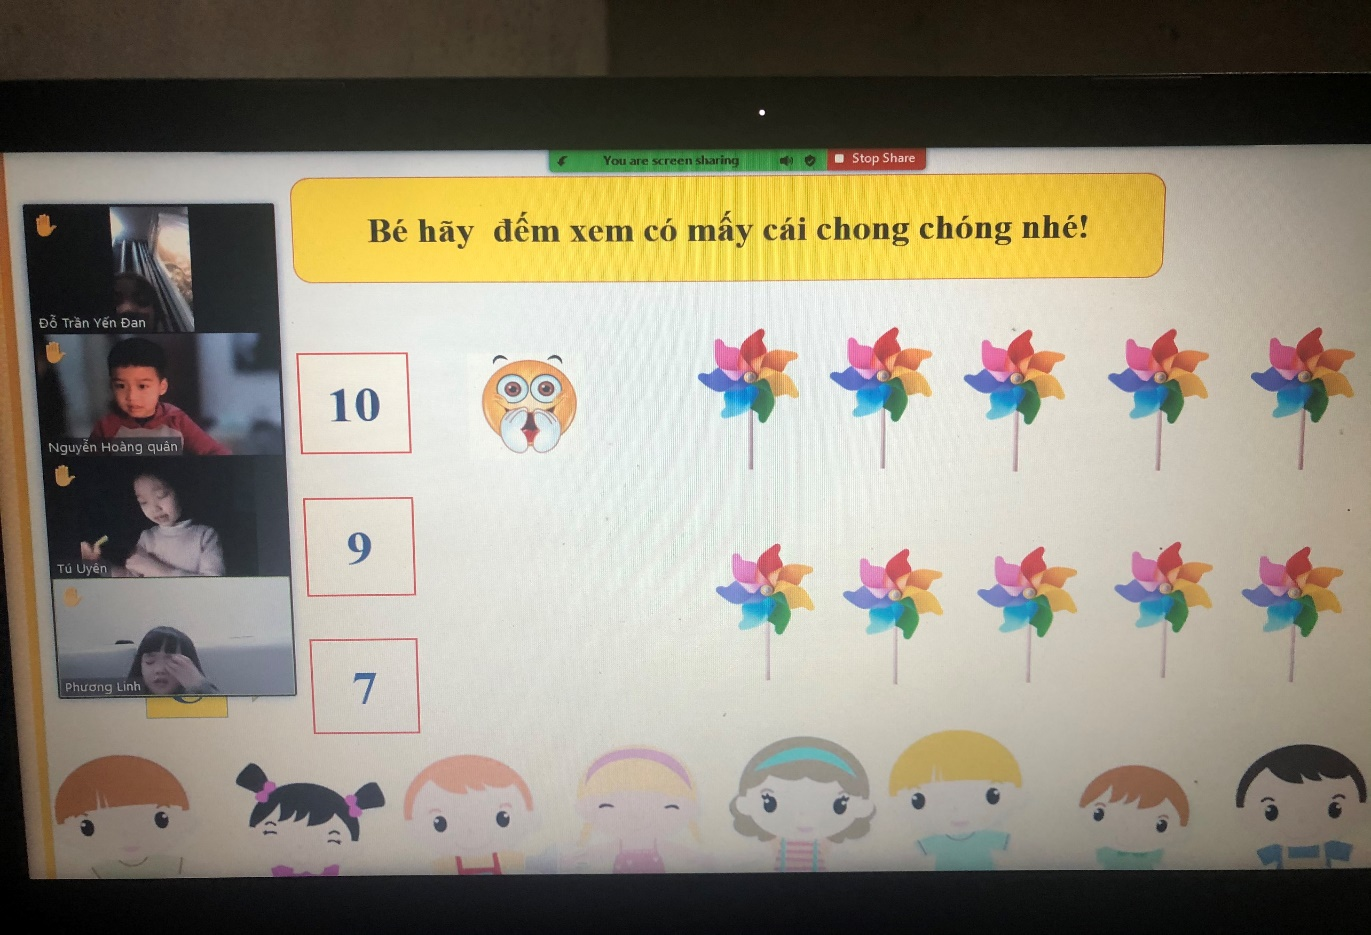 You are screen sharing
Stop Share
Bé hãy đếm xem có mấy cái chong chóng nhé!
Đỗ Trần Yến Đan
Nguyễn Hoàng quân
Tú Uyên
Phương Linh
10
9
7